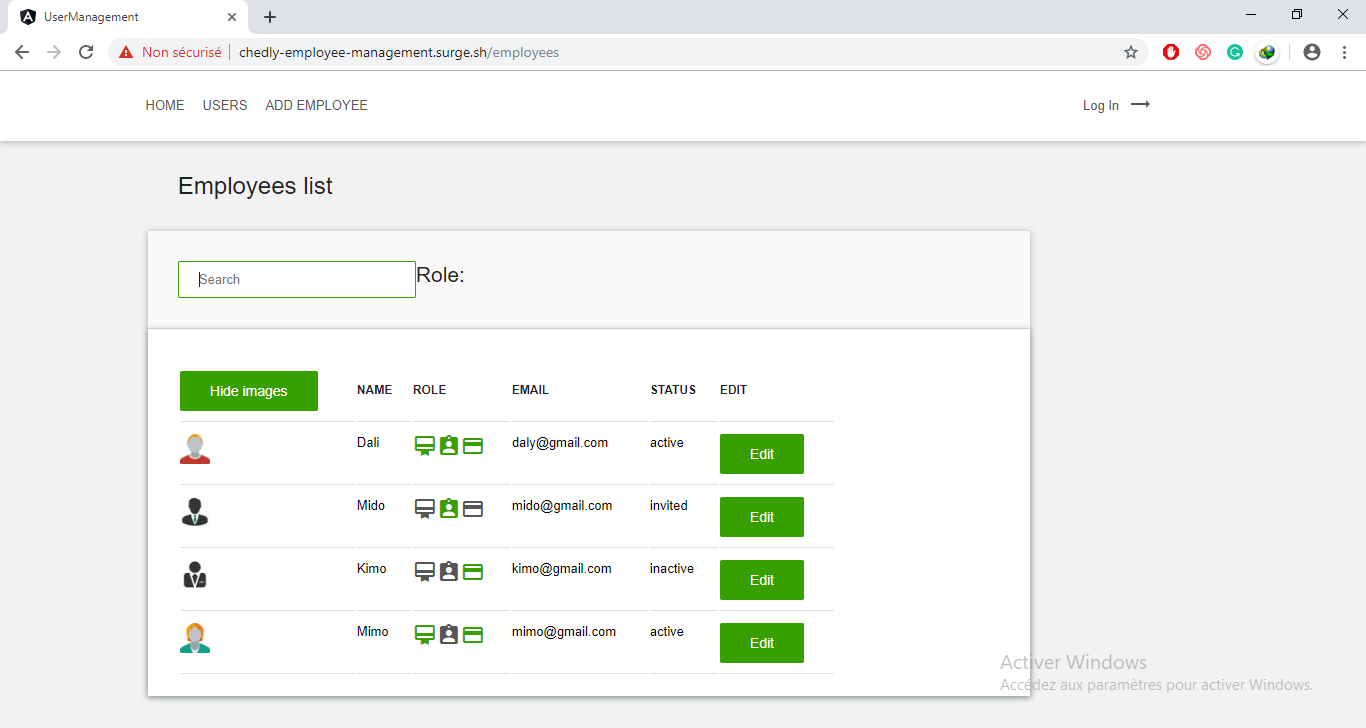 UserManagement
Non sécurisé
chedly-employee-management.surge.sh/employees
HOME USERS ADD EMPLOYEE
Log In
Employees list
Search
Role:
Hide images NAME ROLE EMAIL STATUS EDIT
Dali daly@gmail.com active Edit
Mido mido@gmail.com invited Edit
Kimo kimo@gmail.com inactive Edit
Mimo mimo@gmail.com active Edit
Activer Windows
Accédez aux paramètres pour activer Windows.